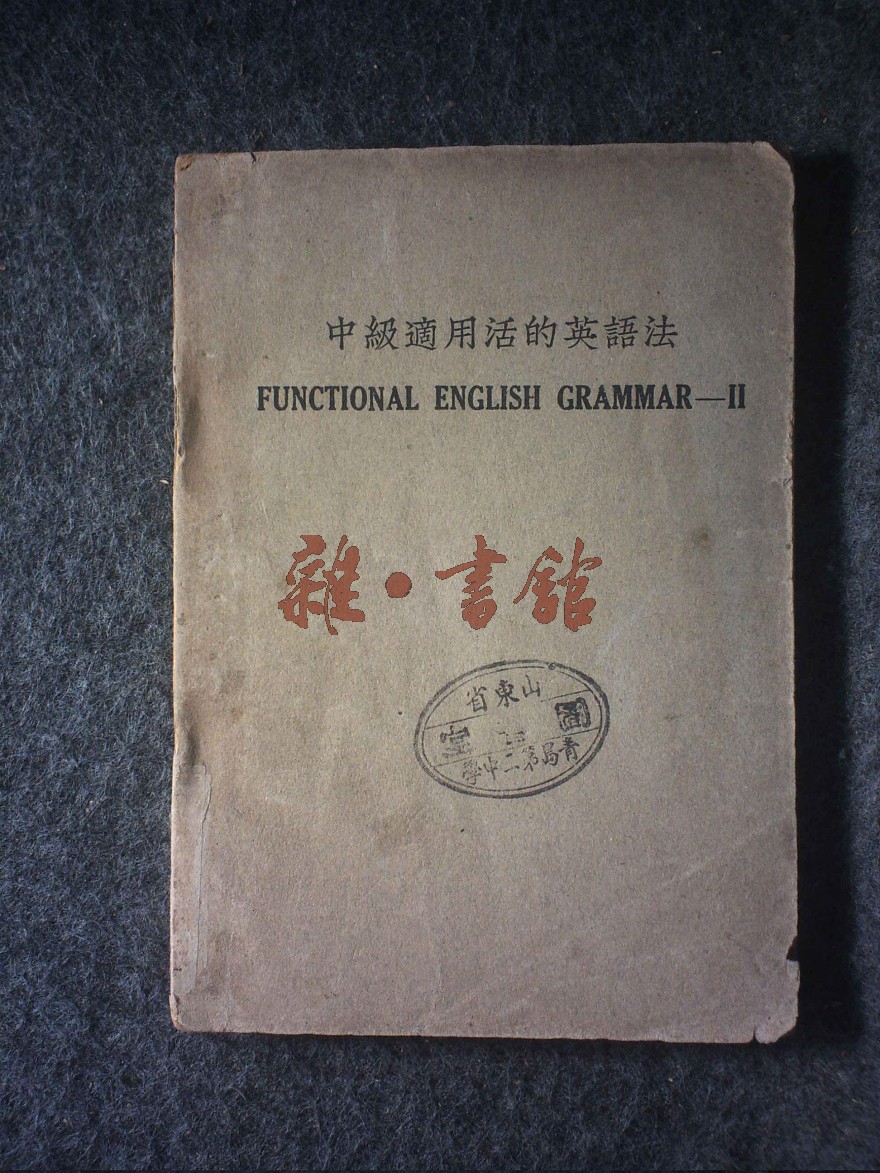 中級適用活的英語法
FUNCTIONAL ENGLISH GRAMMAR—II
雜·書館
山東省
圖 室
青島第二中學